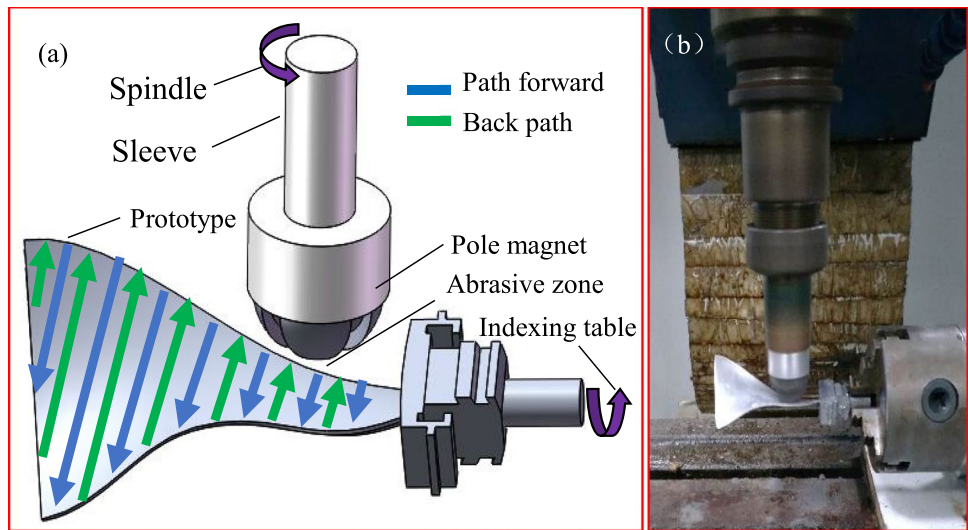 (a)
Spindle
Path forward
Back path
Sleeve
Prototype
Pole magnet
Abrasive zone
Indexing table
（b）